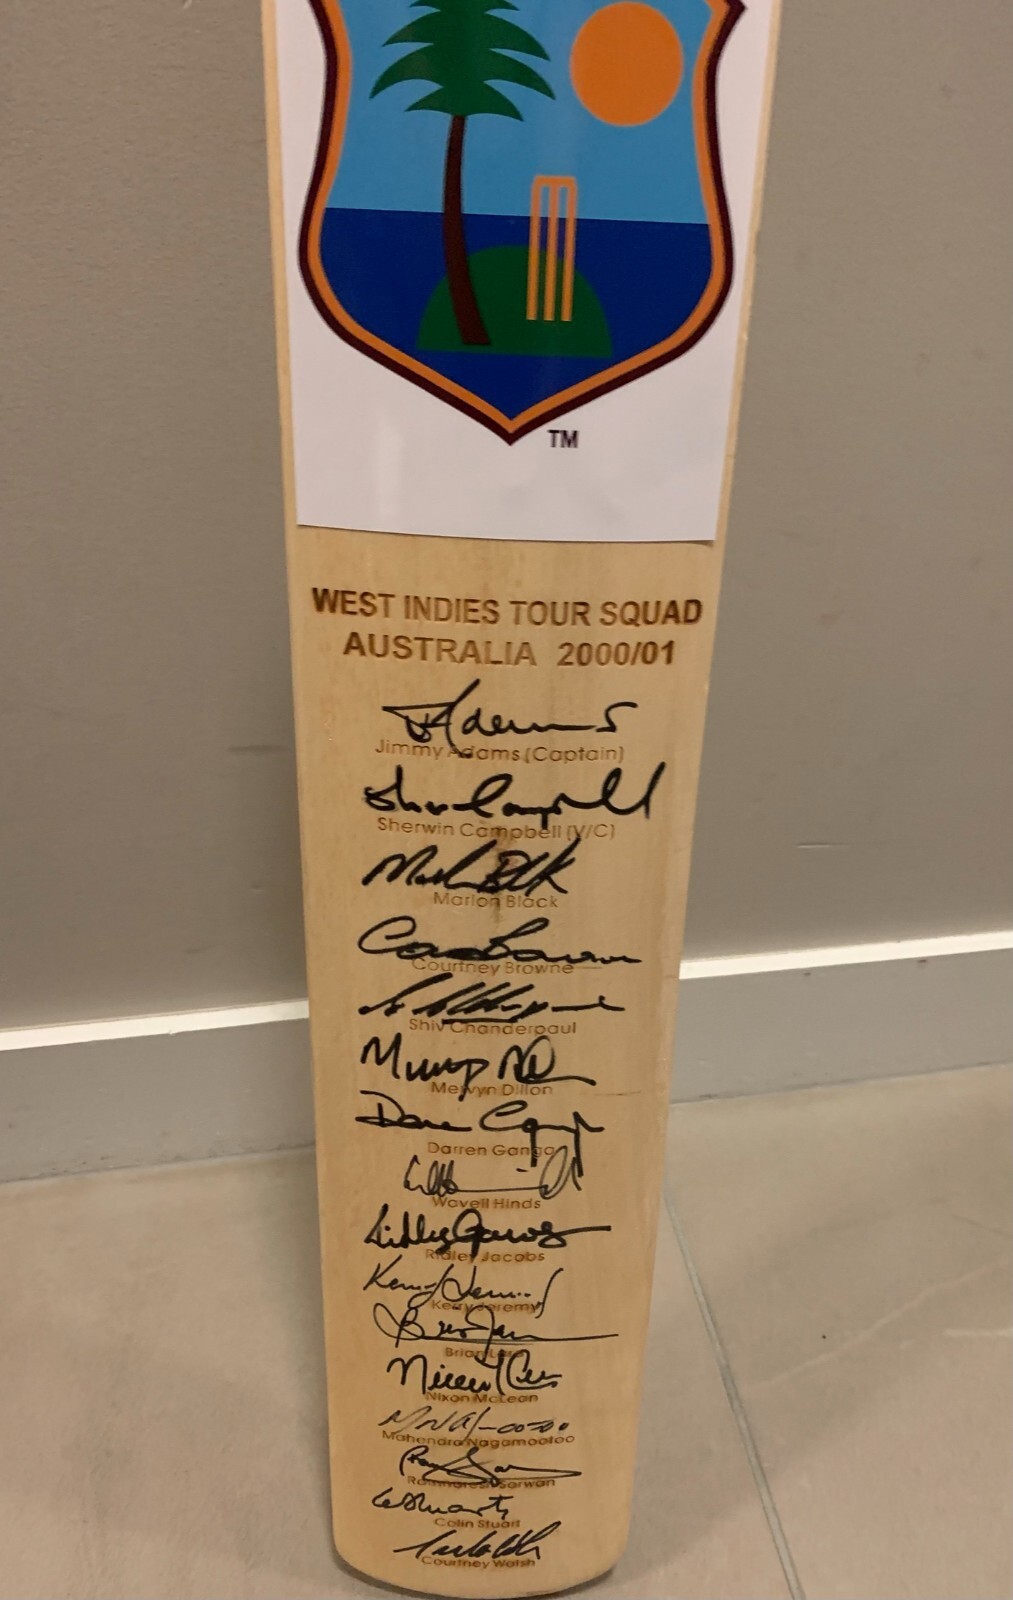 TM
WEST INDIES TOUR SQUAD
AUSTRALIA 2000/01
Jimmy Adams (Captain)
Sherwin Campbell (V/C)
Marlon Black
Courtney Browne
Shiv Chanderpaul
Mervyn Dillon
Darren Ganga
Wavell Hinds
Ridley Jacobs
Kerry Jeremy
Brian Lara
Nixon McLean
Mahendra Nagamootoo
Ramnaresh Sarwan
Colin Stuart
Courtney Walsh